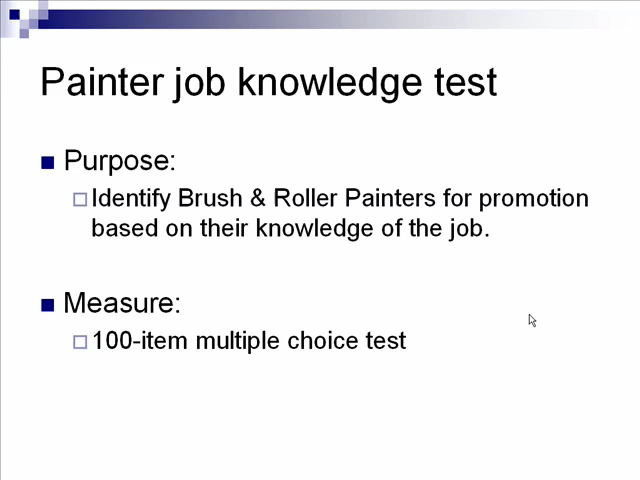 Painter job knowledge test
Purpose:
Identify Brush & Roller Painters for promotion
based on their knowledge of the job.
Measure:
100-item multiple choice test